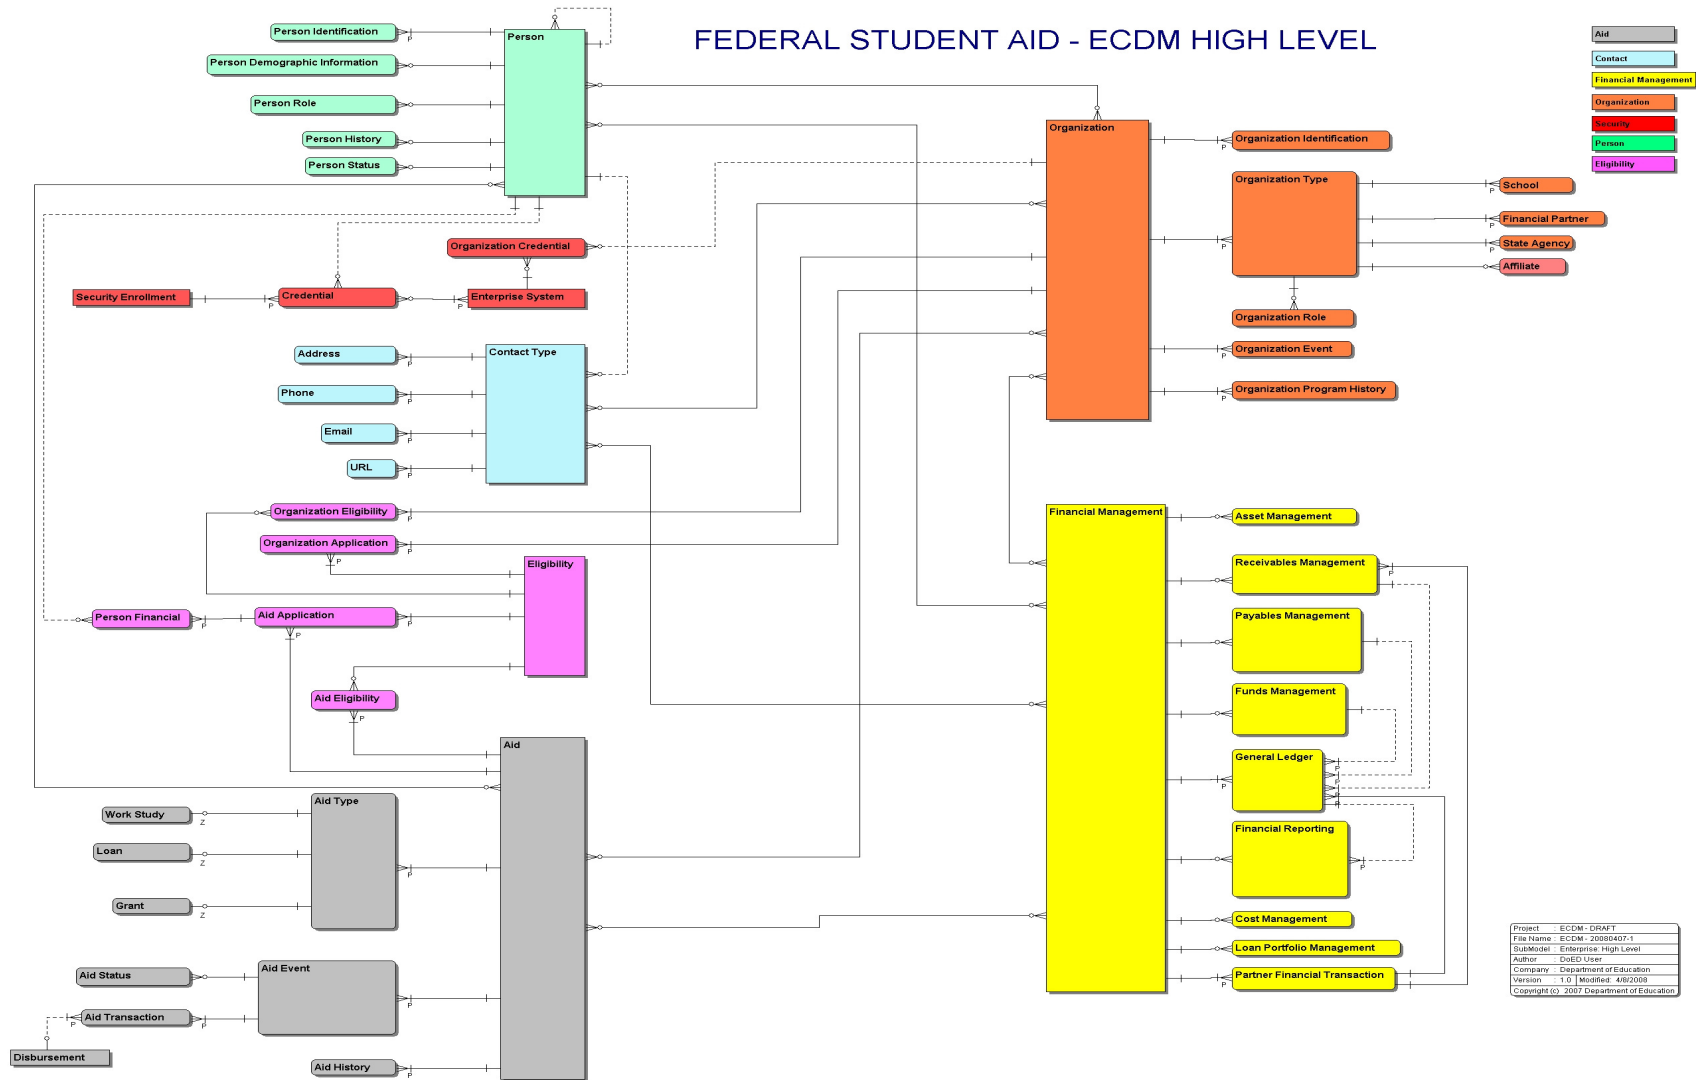 FEDERAL STUDENT AID - ECDM HIGH LEVEL
Aid
Contact
Financial Management
Organization
Security
Person
Eligibility
Person Identification
Person
Person Demographic Information
Person Role
Person History
Person Status
P
P
Organization
Organization Identification
P
Organization Type
P
School
P
Financial Partner
P
State Agency
Affiliate
Organization Role
Organization Event
P
Organization Program History
P
Organization Credential
Security Enrollment
P
Credential
P
Enterprise System
Address
P
Contact Type
Phone
P
Email
P
URL
P
Organization Eligibility
P
Organization Application
P
P
Eligibility
Person Financial
P
Aid Application
P
P
Aid Eligibility
P
Financial Management
Asset Management
Receivables Management
P
Payables Management
Funds Management
General Ledger
P
P
P
P
P
P
Financial Reporting
P
Cost Management
Loan Portfolio Management
Partner Financial Transaction
P
Aid
Aid Type
P
Work Study
Z
Loan
Z
Grant
Z
Aid Status
Aid Event
P
Aid Transaction
P
P
Disbursement
Aid History
P
Project : ECDM - DRAFT
File Name : ECDM - 20080407-1
SubModel : Enterprise: High Level
Author : DoED User
Company : Department of Education
Version : 1.0 Modified: 4/8/2008
Copyright (c) 2007 Department of Education